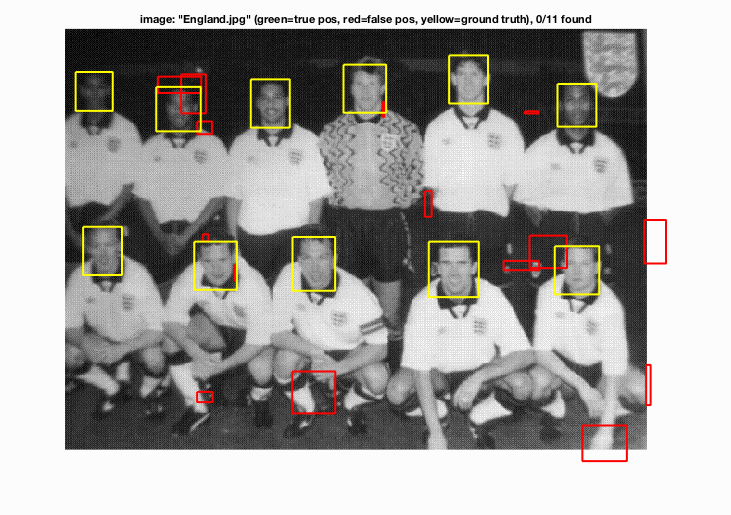 image: "England.jpg" (green=true pos, red=false pos, yellow=ground truth), 0/11 found